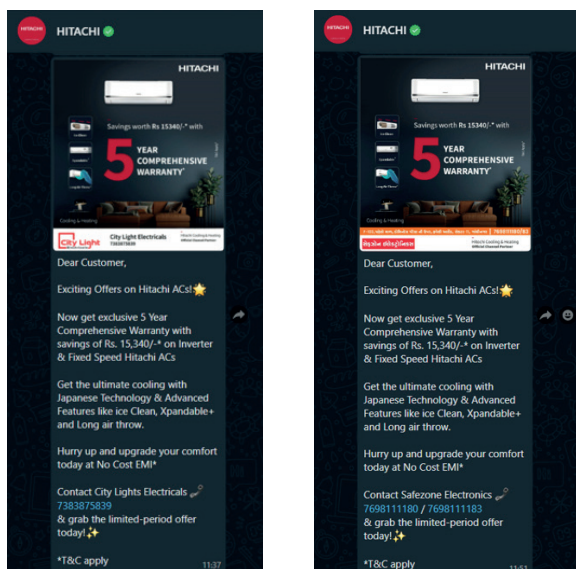 HITACHI
HITACHI
HITACHI
Savings worth Rs 15340/-* with
5 YEAR
COMPREHENSIVE
WARRANTY*
Cooling & Heating
City Light
City Light Electricals
7383875839
Hitachi Cooling & Heating
Official Channel Partner
Dear Customer,
Exciting Offers on Hitachi ACs!🌟
Now get exclusive 5 Year
Comprehensive Warranty with
savings of Rs. 15,340/-* on Inverter
& Fixed Speed Hitachi ACs
Get the ultimate cooling with
Japanese Technology & Advanced
Features like ice Clean, Xpandable+
and Long air throw.
Hurry up and upgrade your comfort
today at No Cost EMI*
Contact City Lights Electricals
7383875839
& grab the limited-period offer
today!✨
*T&C apply
11:37
HITACHI
HITACHI
HITACHI
Savings worth Rs 15340/-* with
5 YEAR
COMPREHENSIVE
WARRANTY*
Cooling & Heating
Hitachi Cooling & Heating
Official Channel Partner
Dear Customer,
Exciting Offers on Hitachi ACs!🌟
Now get exclusive 5 Year
Comprehensive Warranty with
savings of Rs. 15,340/-* on Inverter
& Fixed Speed Hitachi ACs
Get the ultimate cooling with
Japanese Technology & Advanced
Features like ice Clean, Xpandable+
and Long air throw.
Hurry up and upgrade your comfort
today at No Cost EMI*
Contact Safezone Electronics
7698111180 / 7698111183
& grab the limited-period offer
today!✨
*T&C apply
11:53